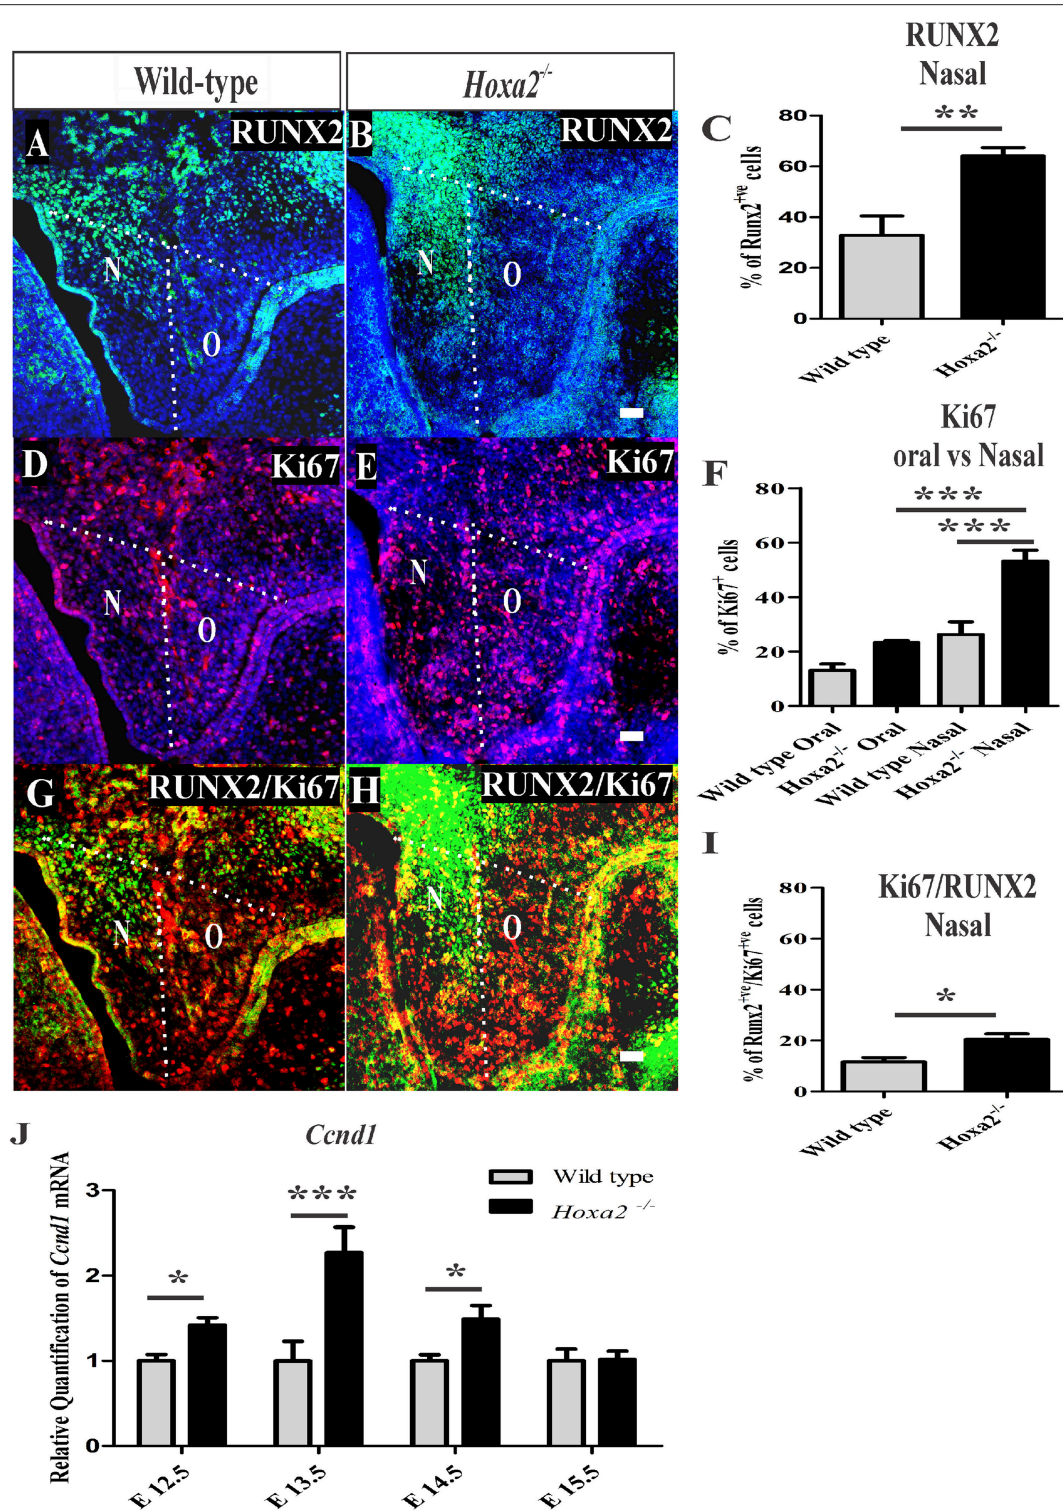 Wild-type
Hoxa2-/-
A
RUNX2
B
RUNX2
N
O
N
O
C
RUNX2
Nasal
**
80
60
40
20
0
% of Runx2+ve cells
Wild type
Hoxa2-/-
D
Ki67
E
Ki67
N
O
N
O
F
Ki67
oral vs Nasal
***
***
80
60
40
20
0
% of Ki67+ cells
Wild type Oral
Hoxa2-/- Oral
Wild type Nasal
Hoxa2-/- Nasal
G
RUNX2/Ki67
H
RUNX2/Ki67
N
O
N
O
I
Ki67/RUNX2
Nasal
*
80
60
40
20
0
% of Runx2+ve/Ki67+ve cells
Wild type
Hoxa2-/-
J
Ccnd1
Wild type
Hoxa2 -/-
*
***
*
3
2
1
0
Relative Quantification of Ccnd1 mRNA
E 12.5
E 13.5
E 14.5
E 15.5